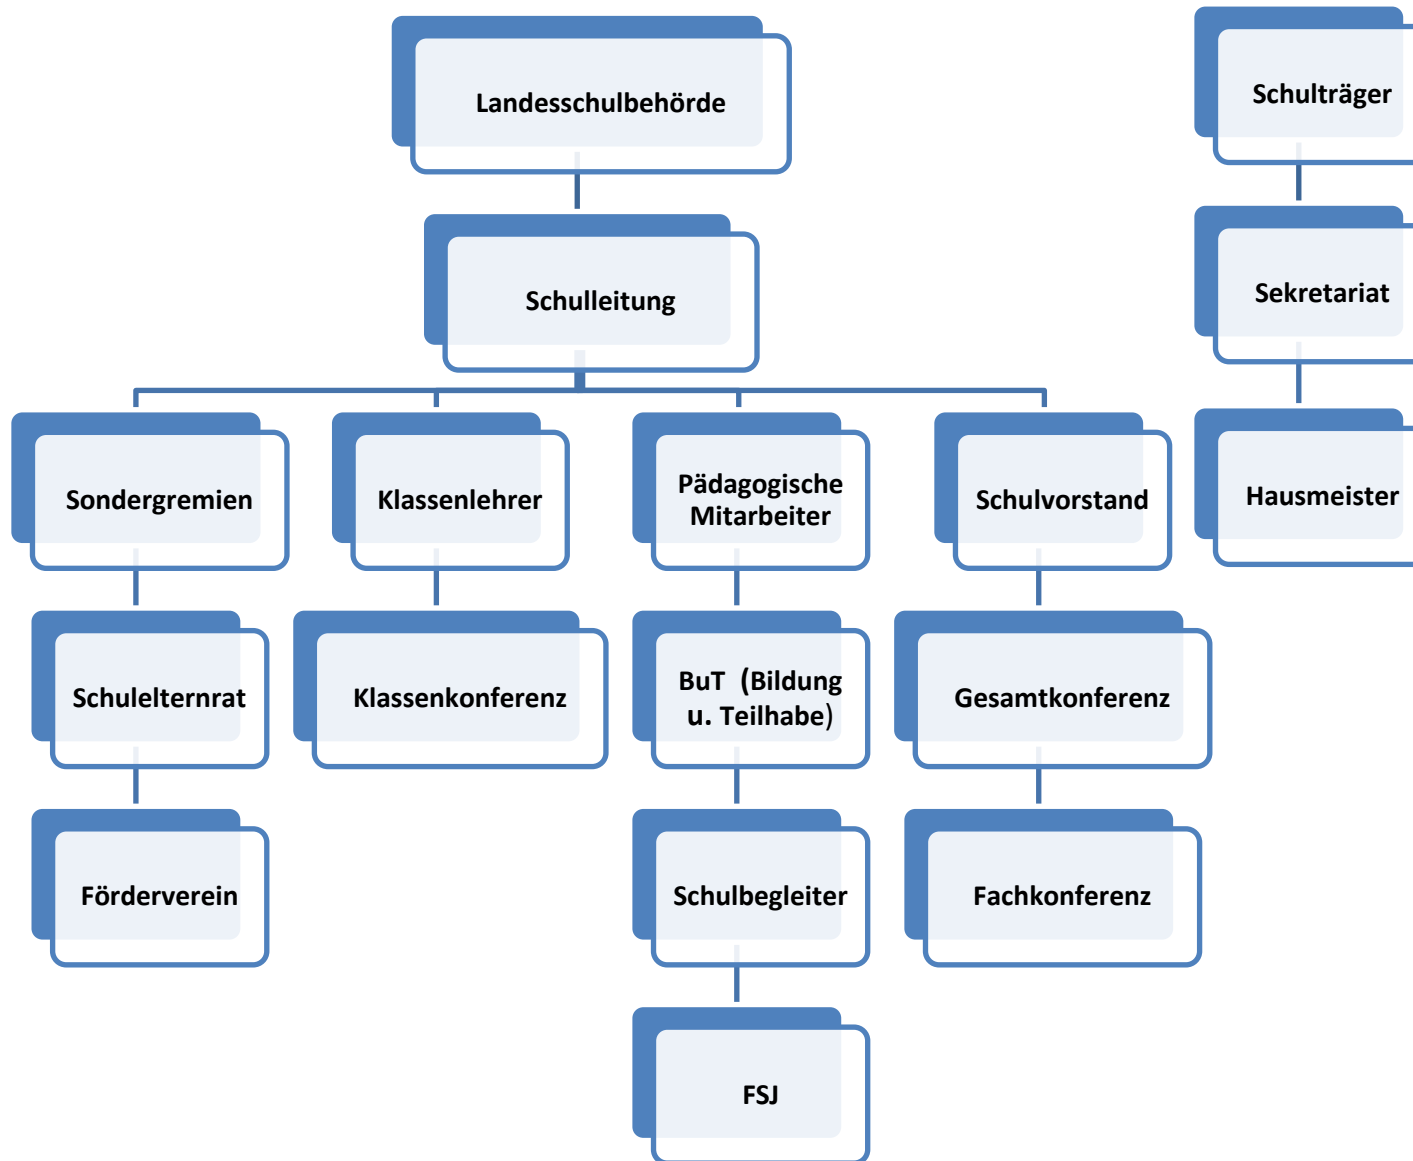 Landesschulbehörde
Schulträger
Schulleitung
Sekretariat
Sondergremien
Klassenlehrer
Pädagogische
Mitarbeiter
Schulvorstand
Hausmeister
Schulelternrat
Klassenkonferenz
BuT  (Bildung
u. Teilhabe)
Gesamtkonferenz
Förderverein
Schulbegleiter
Fachkonferenz
FSJ